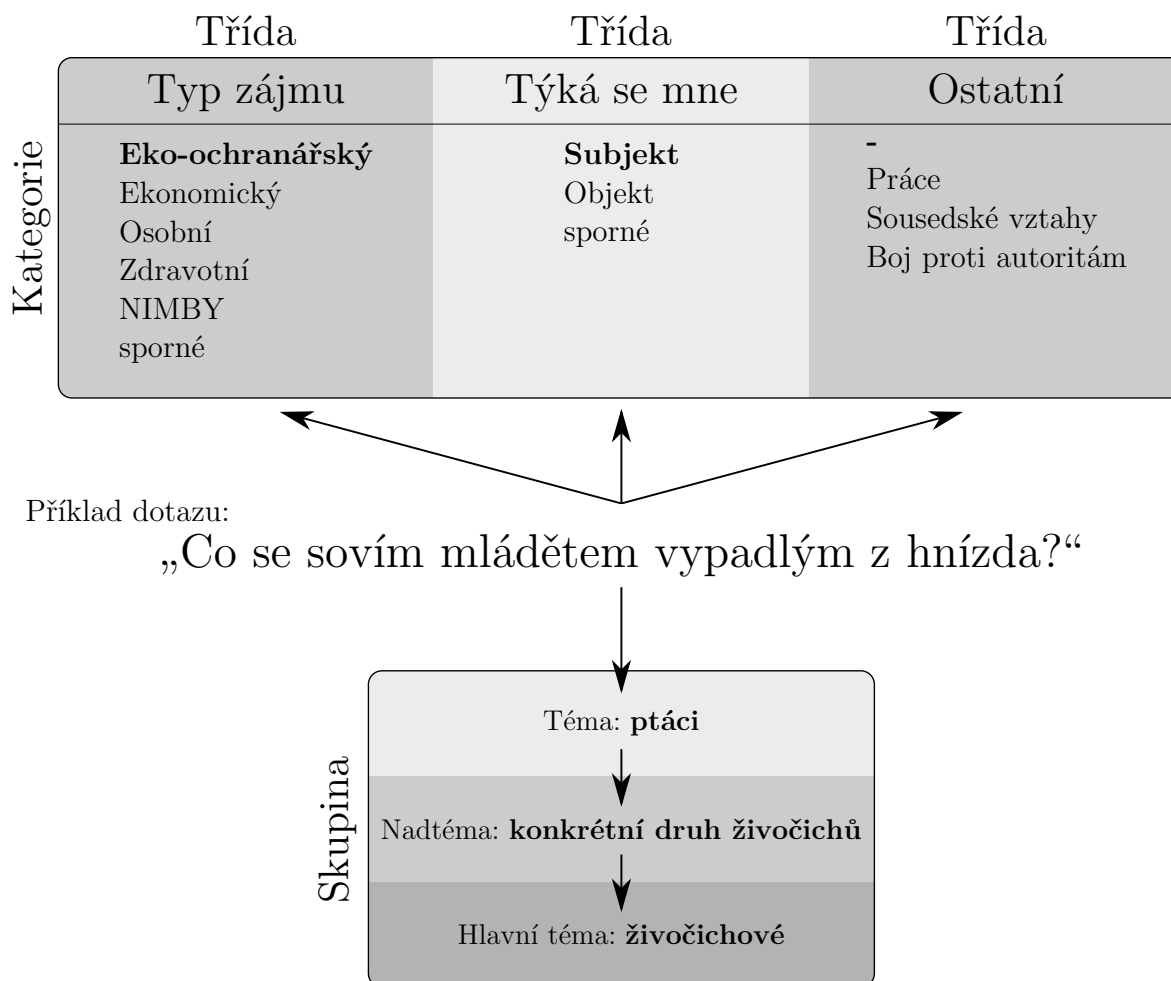 Třída Třída Třída
Typ zájmu Týká se mne Ostatní
Kategorie
Eko-ochranářský
Ekonomický
Osobní
Zdravotní
NIMBY
sporné
Subjekt
Objekt
sporné
-
Práce
Sousedské vztahy
Boj proti autoritám
Příklad dotazu:
„Co se sovím mládětem vypadlým z hnízda?“
Skupina
Téma: ptáci
Nadtéma: konkrétní druh živočichů
Hlavní téma: živočichové